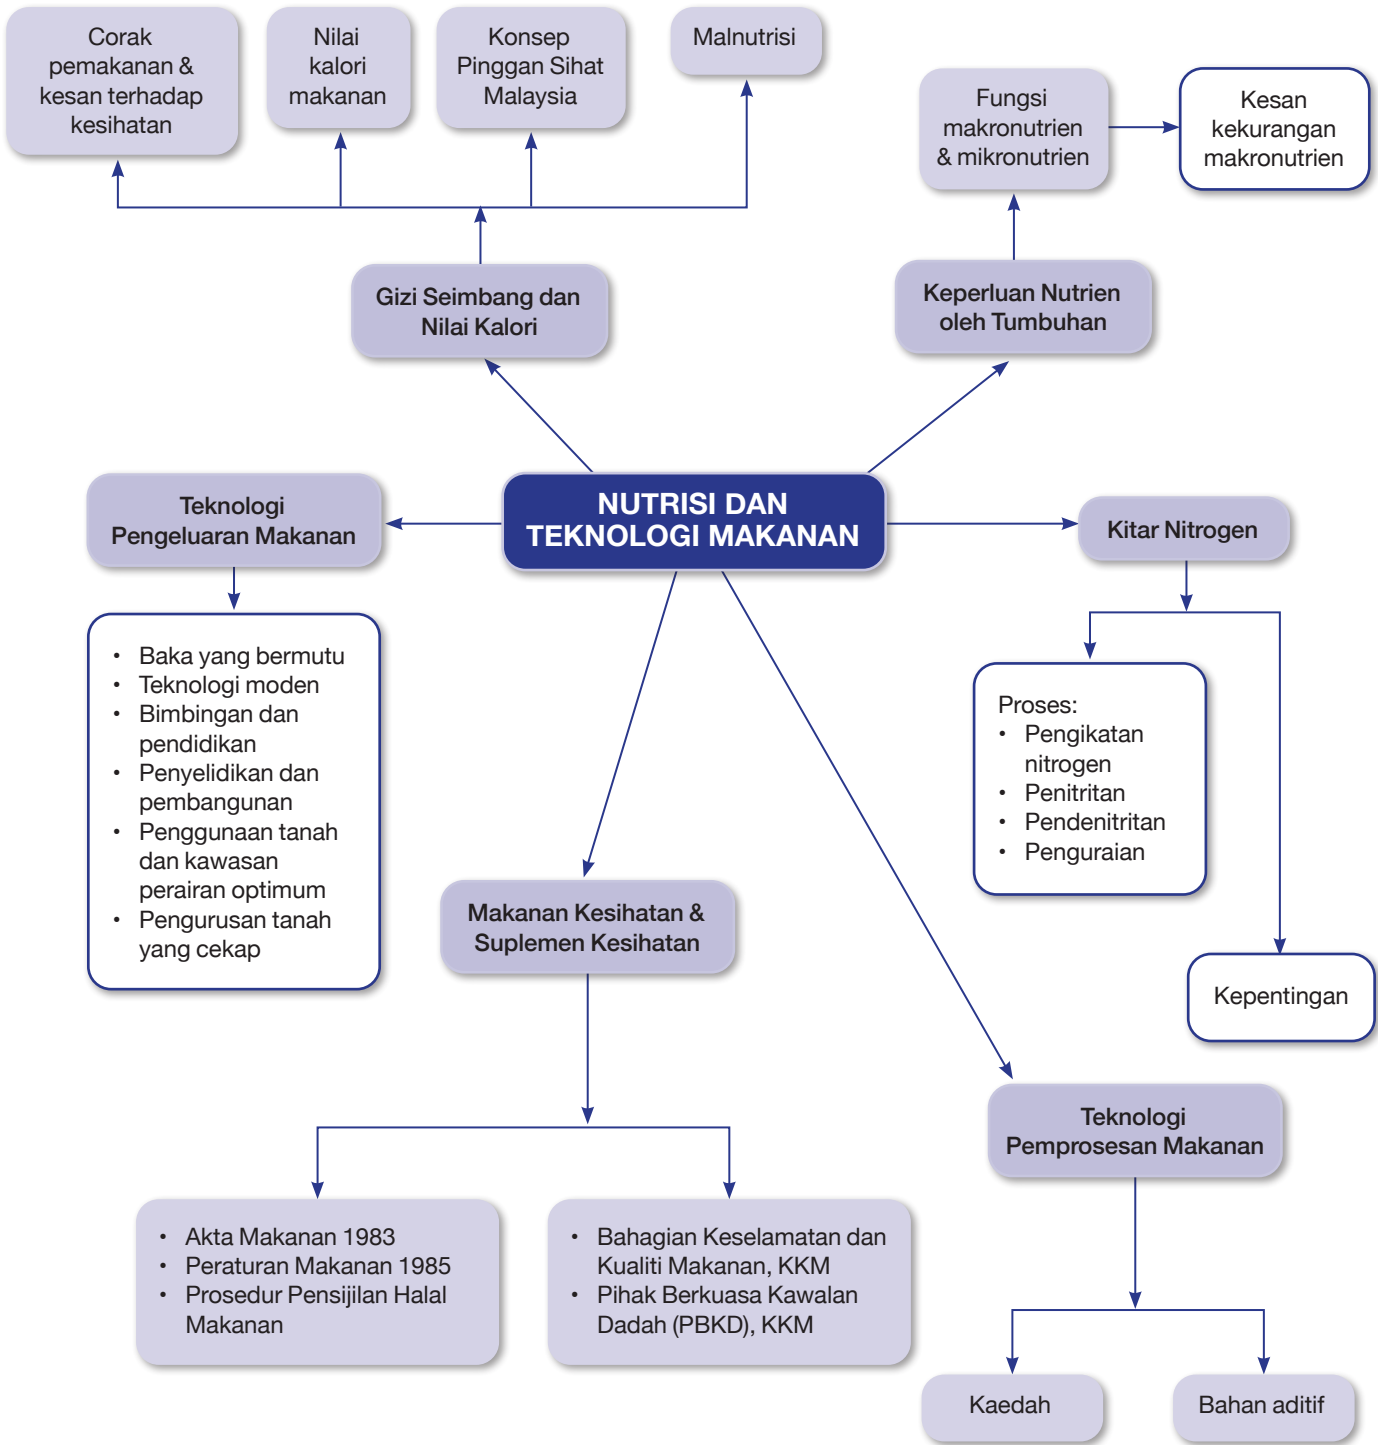 Corak
pemakanan &
kesan terhadap
kesihatan
Nilai
kalori
makanan
Konsep
Pinggan Sihat
Malaysia
Malnutrisi
Fungsi
makronutrien
& mikronutrien
Kesan
kekurangan
makronutrien
Gizi Seimbang dan
Nilai Kalori
Keperluan Nutrien
oleh Tumbuhan
NUTRISI DAN
TEKNOLOGI MAKANAN
Teknologi
Pengeluaran Makanan
• Baka yang bermutu
• Teknologi moden
• Bimbingan dan
pendidikan
• Penyelidikan dan
pembangunan
• Penggunaan tanah
dan kawasan
perairan optimum
• Pengurusan tanah
yang cekap
Kitar Nitrogen
Proses:
• Pengikatan
nitrogen
• Penitritan
• Pendenitritan
• Penguraian
Kepentingan
Makanan Kesihatan &
Suplemen Kesihatan
• Akta Makanan 1983
• Peraturan Makanan 1985
• Prosedur Pensijilan Halal
Makanan
• Bahagian Keselamatan dan
Kualiti Makanan, KKM
• Pihak Berkuasa Kawalan
Dadah (PBKD), KKM
Teknologi
Pemprosesan Makanan
Kaedah
Bahan aditif